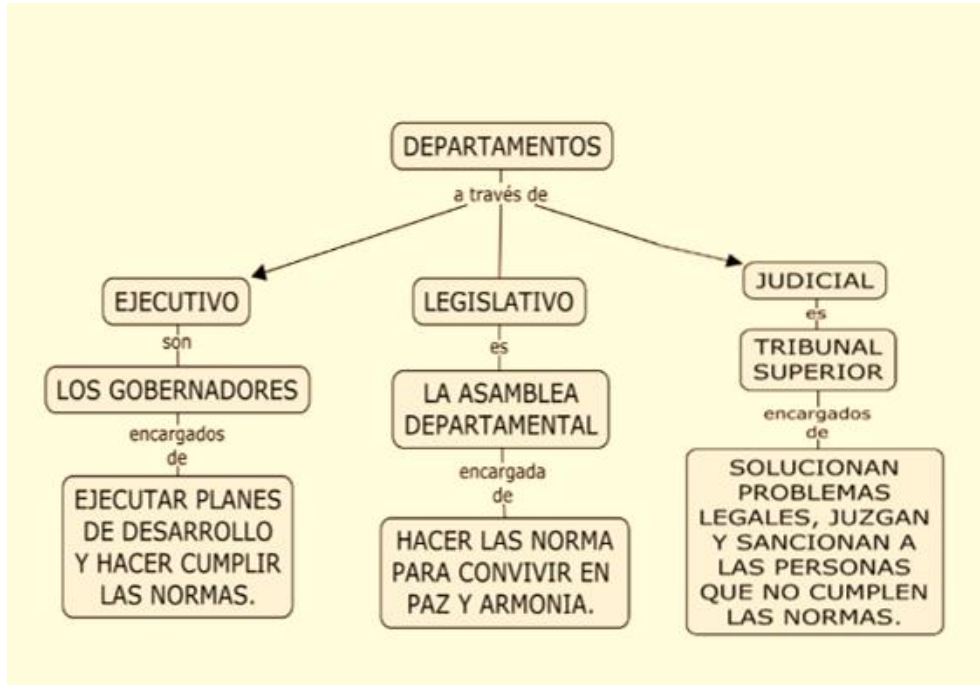 DEPARTAMENTOS
a través de
EJECUTIVO
son
LOS GOBERNADORES
encargados
de
EJECUTAR PLANES
DE DESARROLLO
Y HACER CUMPLIR
LAS NORMAS.
LEGISLATIVO
es
LA ASAMBLEA
DEPARTAMENTAL
encargada
de
HACER LAS NORMA
PARA CONVIVIR EN
PAZ Y ARMONIA.
JUDICIAL
es
TRIBUNAL
SUPERIOR
encargados
de
SOLUCIONAN
PROBLEMAS
LEGALES, JUZGAN
Y SANCIONAN A
LAS PERSONAS
QUE NO CUMPLEN
LAS NORMAS.